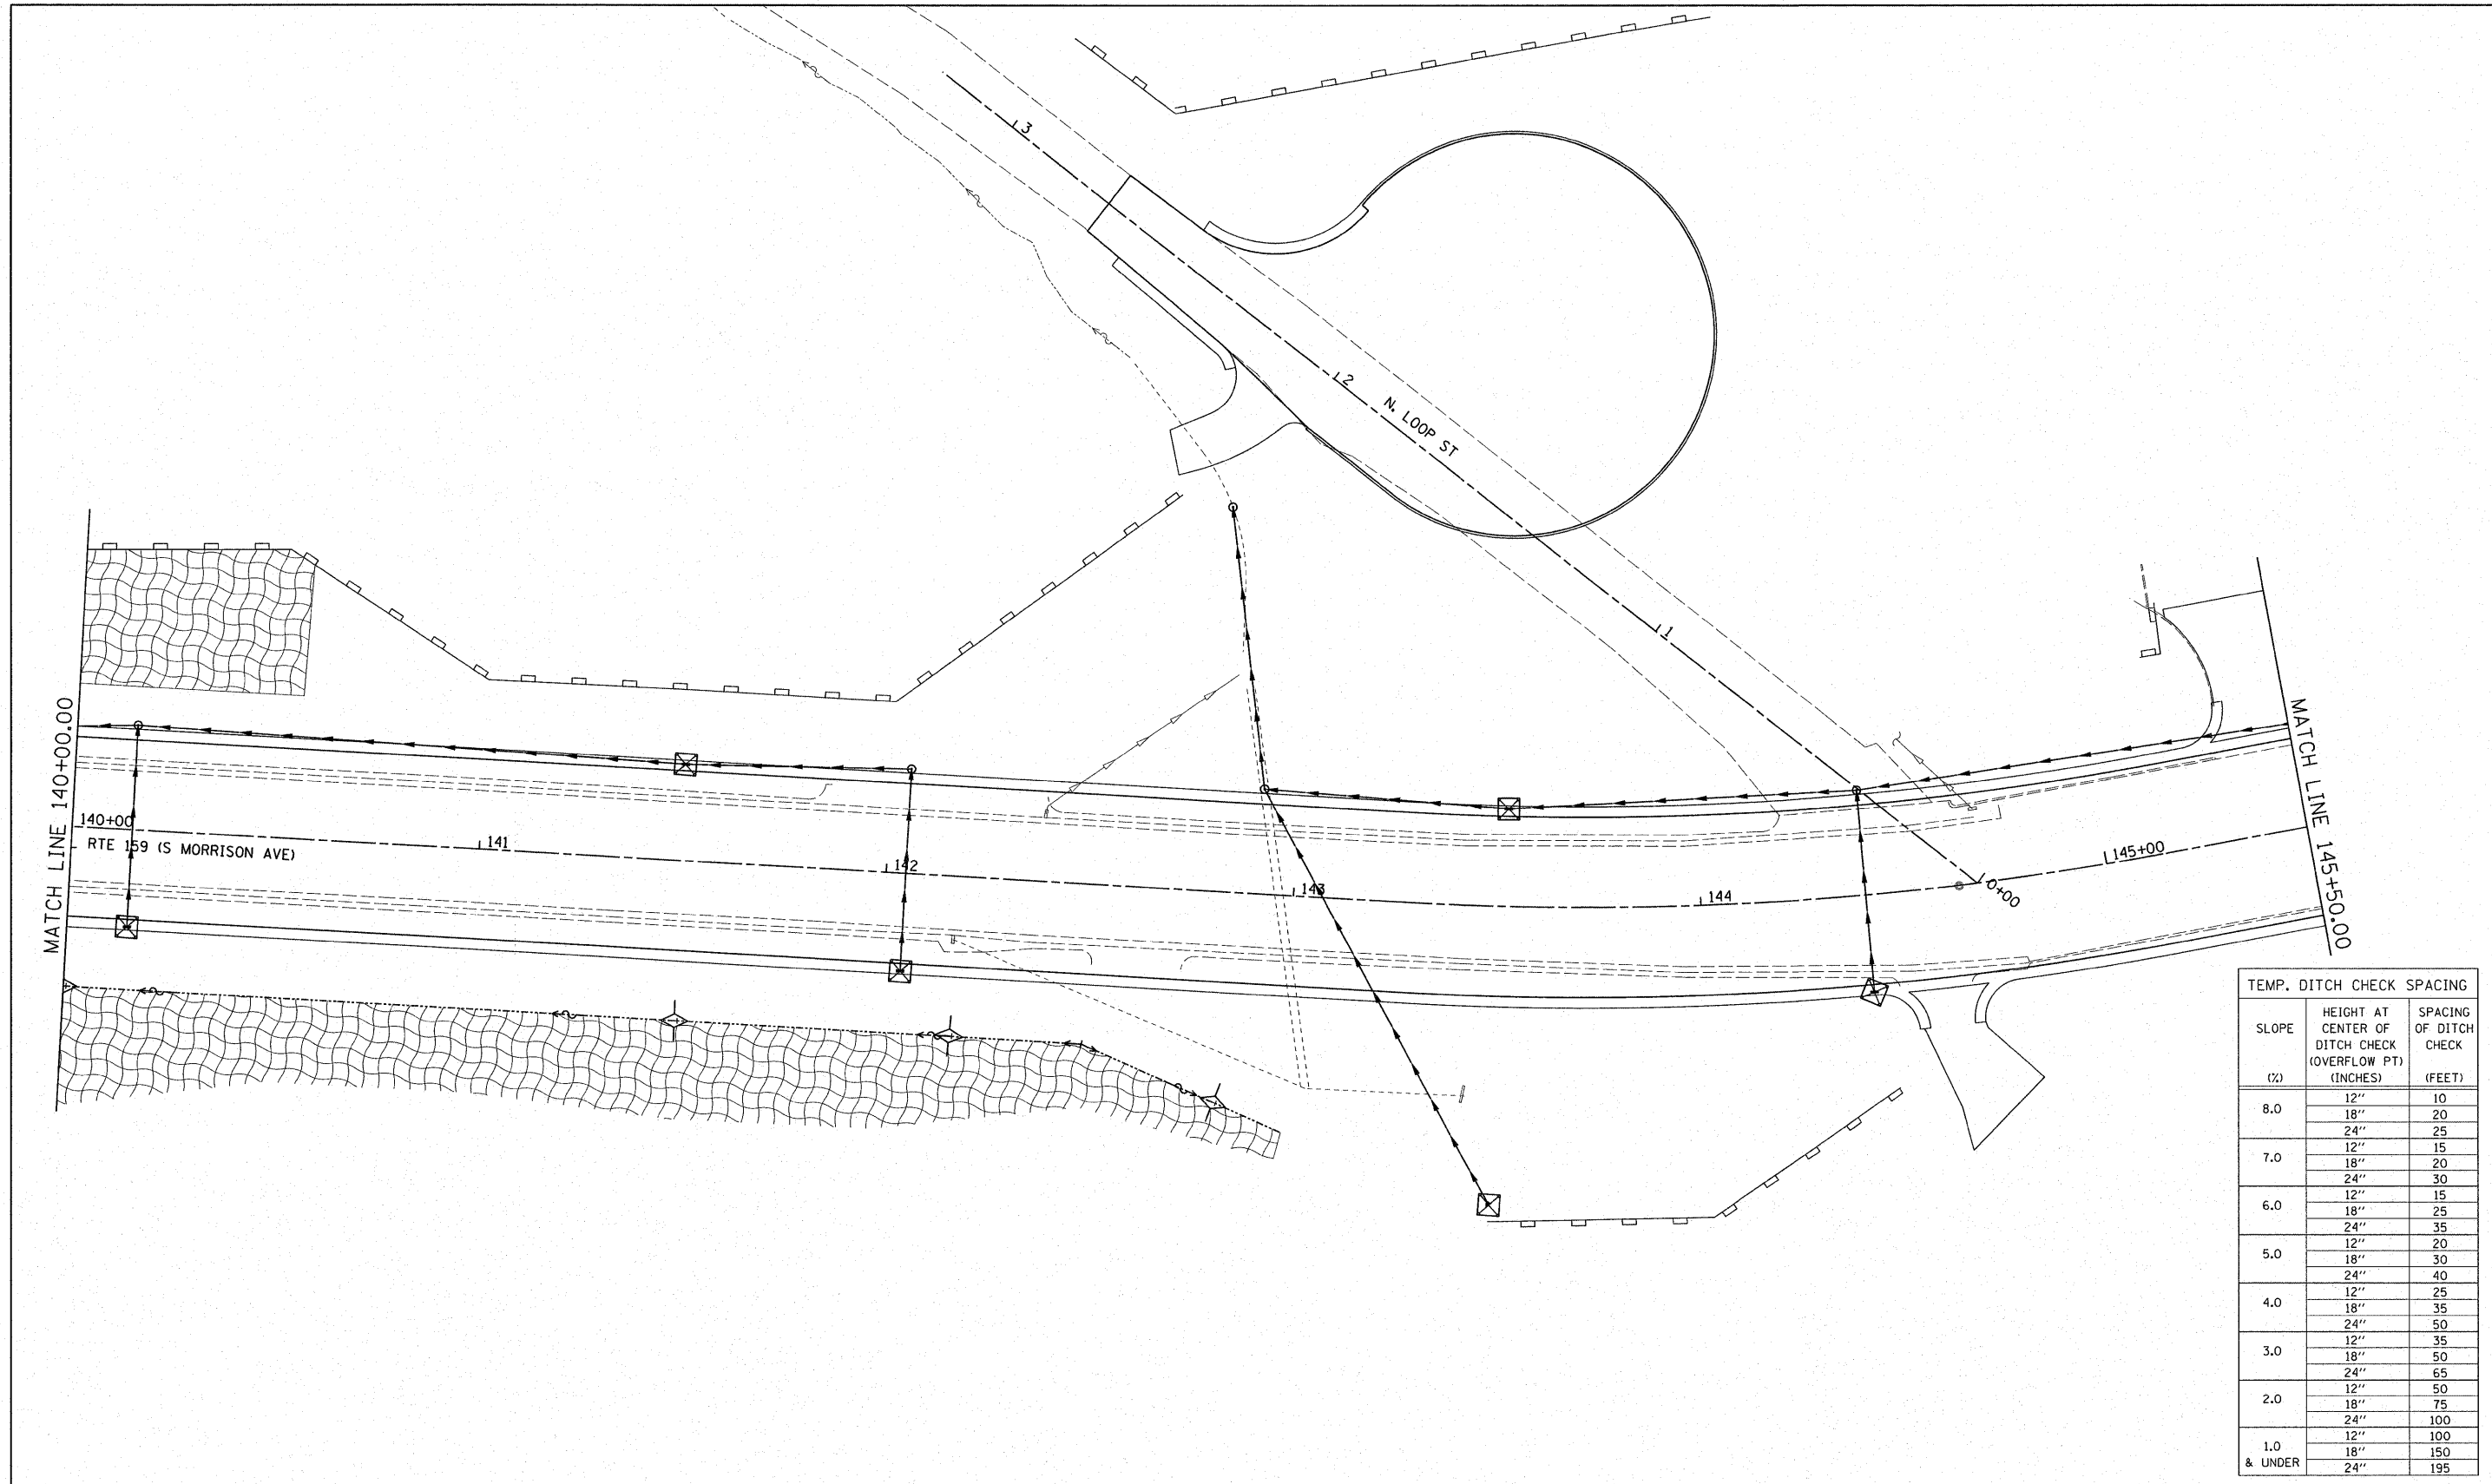 3
2
N. LOOP ST
1
MATCH LINE 140+00.00
140+00
RTE 159 (S MORRISON AVE)
141
142
143
144
0+00
145+00
MATCH LINE 145+50.00
TEMP. DITCH CHECK SPACING
SLOPE (%) HEIGHT AT CENTER OF DITCH CHECK (OVERFLOW PT) (INCHES) SPACING OF DITCH CHECK (FEET)
8.0 12" 10
18" 20
24" 25
7.0 12" 15
18" 20
24" 30
6.0 12" 15
18" 25
24" 35
5.0 12" 20
18" 30
24" 40
4.0 12" 25
18" 35
24" 50
3.0 12" 35
18" 50
24" 65
2.0 12" 50
18" 75
24" 100
1.0 & UNDER 12" 100
18" 150
24" 195